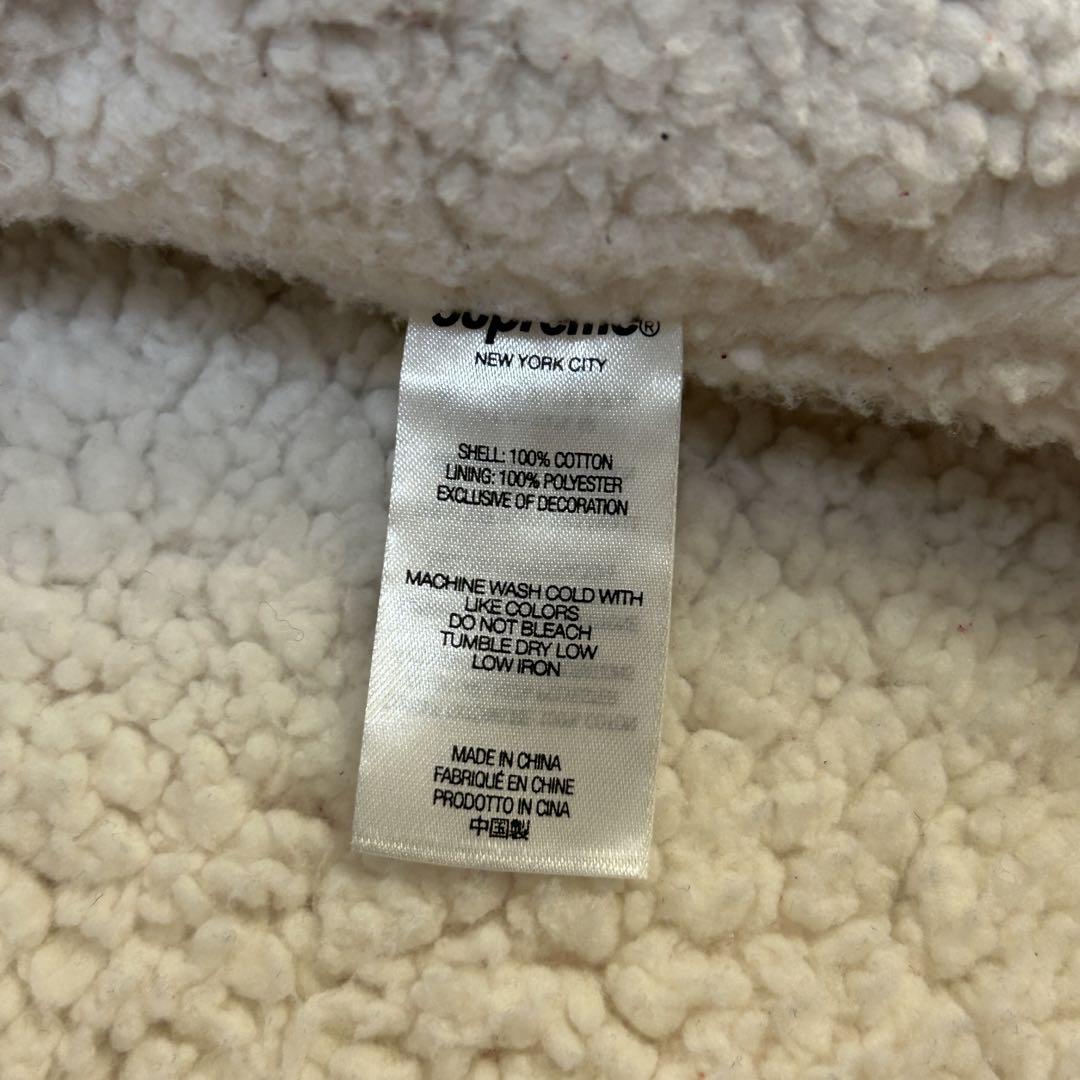 Supreme®
NEW YORK CITY
SHELL: 100% COTTON
LINING: 100% POLYESTER
EXCLUSIVE OF DECORATION
MACHINE WASH COLD WITH
LIKE COLORS
DO NOT BLEACH
TUMBLE DRY LOW
LOW IRON
MADE IN CHINA
FABRIQUÉ EN CHINE
PRODOTTO IN CINA
中国製